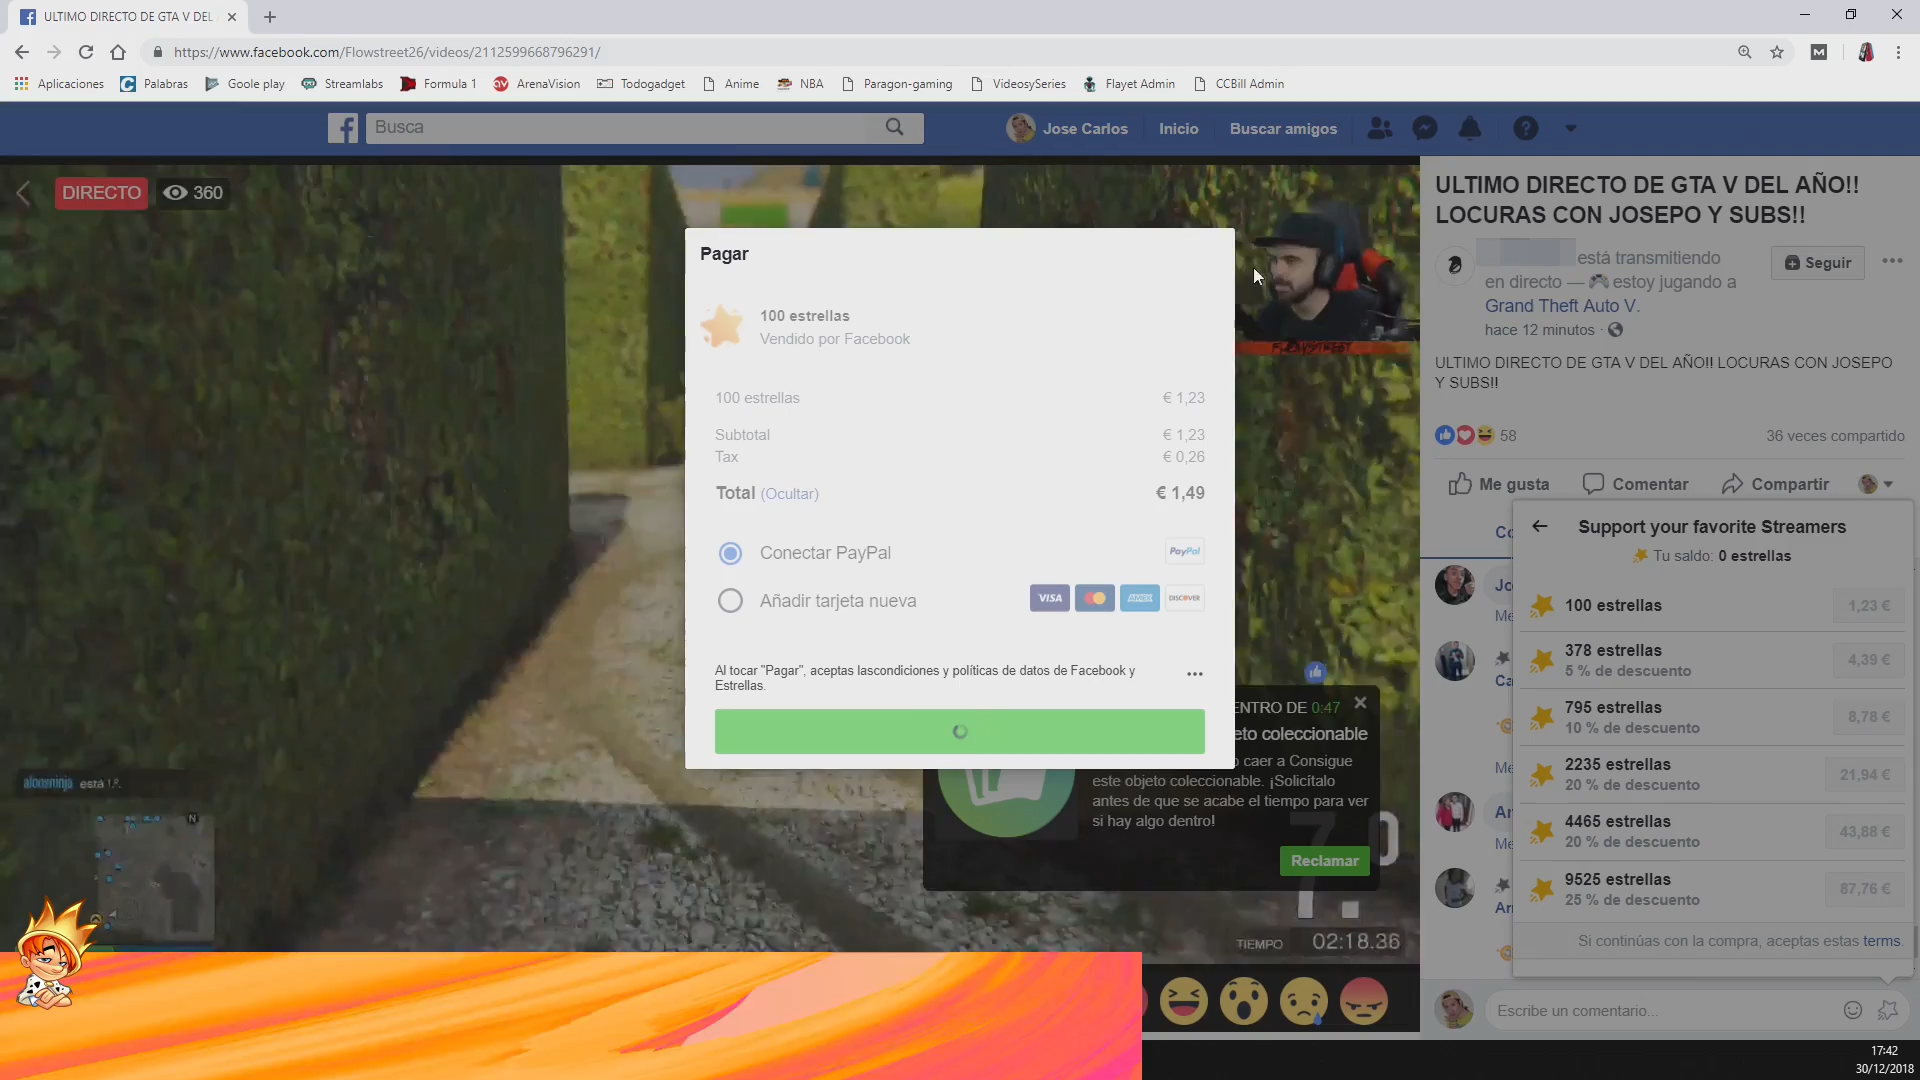 ULTIMO DIRECTO DE GTA V DEL
https://www.facebook.com/Flowstreet26/videos/2112599668796291/
Aplicaciones Palabras Goole play Streamlabs Formula 1 ArenaVision Todogadget Anime NBA Paragon-gaming VideosySeries Flayet Admin CCBill Admin
Busca
Jose Carlos Inicio Buscar amigos
DIRECTO 360
ULTIMO DIRECTO DE GTA V DEL AÑO!!
LOCURAS CON JOSEPO Y SUBS!!
está transmitiendo
en directo — estoy jugando a
Grand Theft Auto V.
hace 12 minutos ·
Seguir
ULTIMO DIRECTO DE GTA V DEL AÑO!! LOCURAS CON JOSEPO
Y SUBS!!
58
36 veces compartido
Me gusta Comentar Compartir
Pagar
100 estrellas
Vendido por Facebook
100 estrellas € 1,23
Subtotal € 1,23
Tax € 0,26
Total (Ocultar) € 1,49
Conectar PayPal PayPal
Añadir tarjeta nueva VISA AMEX DISCOVER
Al tocar "Pagar", aceptas lascondiciones y políticas de datos de Facebook y
Estrellas.
ENTRO DE 0:47
eto coleccionable
caer a Consigue
este objeto coleccionable. ¡Solicítalo
antes de que se acabe el tiempo para ver
si hay algo dentro!
Reclamar
alonsninja está
N
TIEMPO 02:18.36
Support your favorite Streamers
Tu saldo: 0 estrellas
100 estrellas 1,23 €
378 estrellas 4,39 €
5 % de descuento
795 estrellas 8,78 €
10 % de descuento
2235 estrellas 21,94 €
20 % de descuento
4465 estrellas 43,88 €
20 % de descuento
9525 estrellas 87,76 €
25 % de descuento
Si continúas con la compra, aceptas estas terms.
Jo
Me
Ca
Me
Ar
Me
Ar
Escribe un comentario...
17:42
30/12/2018